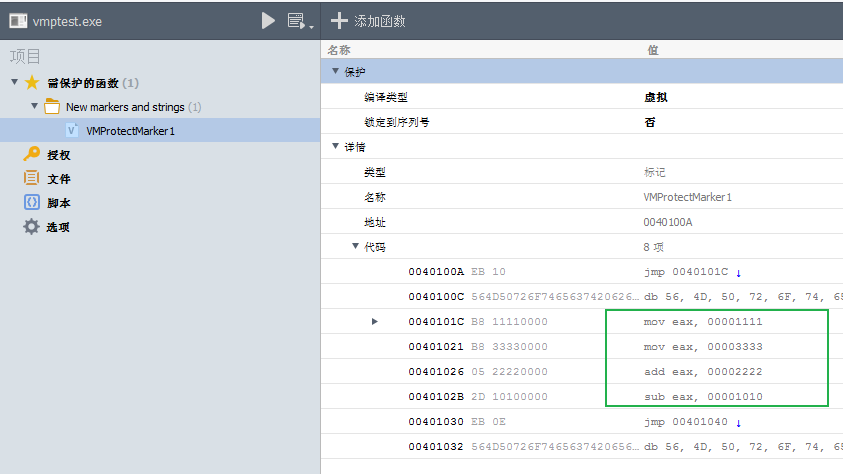 vmptest.exe
添加函数
项目
名称 值
需保护的函数 (1)
保护
New markers and strings (1)
编译类型 虚拟
VMProtectMarker1
锁定到序列号 否
授权
详情
文件
类型 标记
脚本
名称 VMProtectMarker1
选项
地址 0040100A
代码 8 项
0040100A EB 10 jmp 0040101C ↓
0040100C 564D50726F7465637420626... db 56, 4D, 50, 72, 6F, 74, 65
0040101C B8 11110000 mov eax, 00001111
00401021 B8 33330000 mov eax, 00003333
00401026 05 22220000 add eax, 00002222
0040102B 2D 10100000 sub eax, 00001010
00401030 EB 0E jmp 00401040 ↓
00401032 564D50726F7465637420656... db 56, 4D, 50, 72, 6F, 74, 65